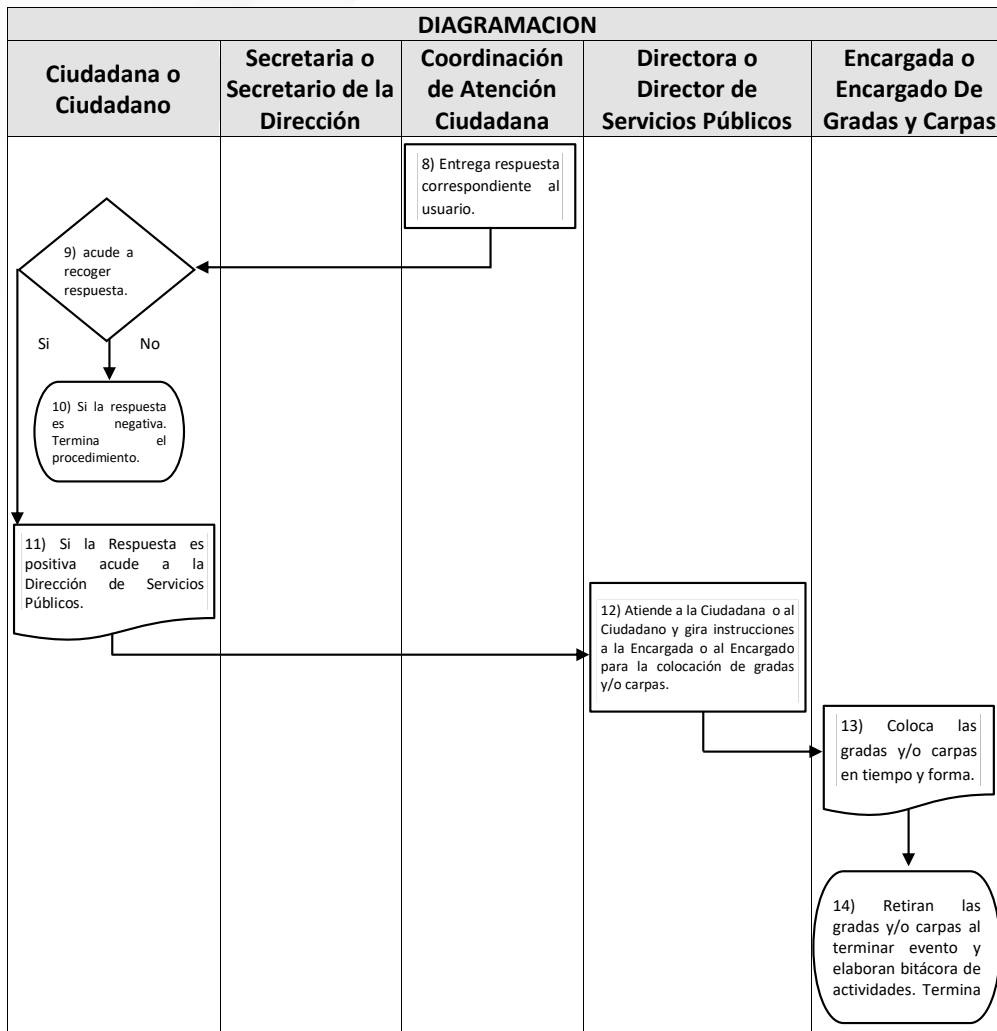 DIAGRAMACION
Ciudadana o
Ciudadano
Secretaria o
Secretario de la
Dirección
Coordinación
de Atención
Ciudadana
Directora o
Director de
Servicios Públicos
Encargada o
Encargado De
Gradas y Carpas
8) Entrega respuesta
correspondiente al
usuario.
9) acude a
recoger
respuesta.
Si
No
10) Si la respuesta
es negativa.
Termina el
procedimiento.
11) Si la Respuesta es
positiva acude a la
Dirección de Servicios
Públicos.
12) Atiende a la Ciudadana o al
Ciudadano y gira instrucciones
a la Encargada o al Encargado
para la colocación de gradas
y/o carpas.
13) Coloca las
gradas y/o carpas
en tiempo y forma.
14) Retiran las
gradas y/o carpas al
terminar evento y
elaboran bitácora de
actividades. Termina